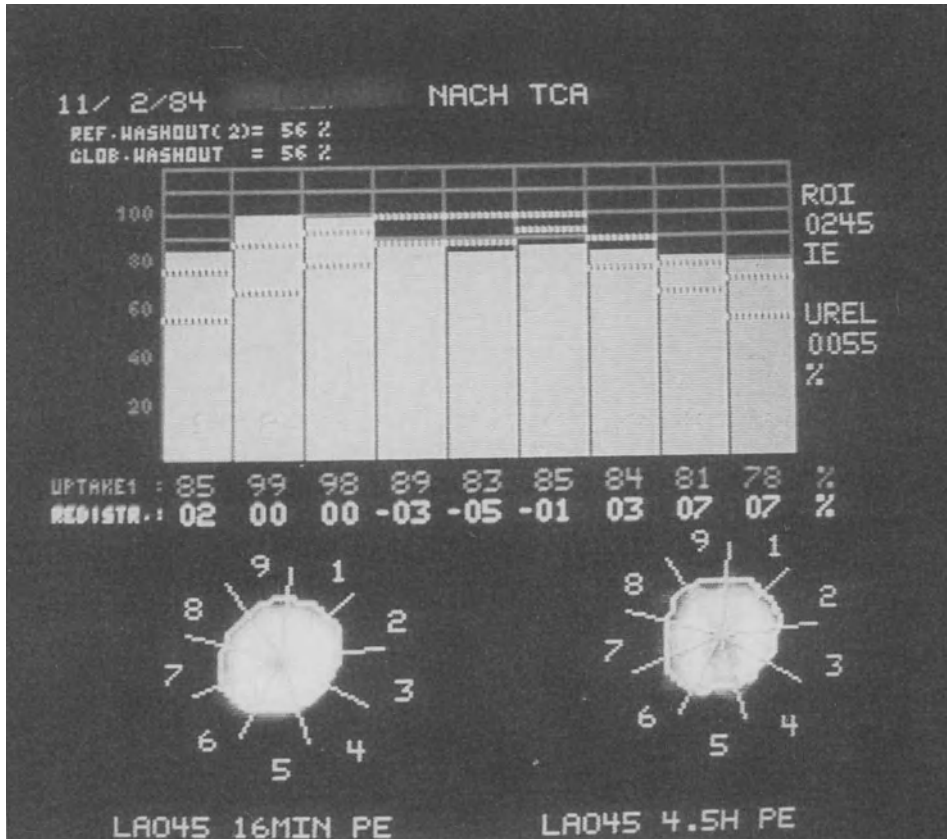 11/ 2/84 NACH TCA
REF.WASHOUT( 2)= 56 %
GLOB.WASHOUT = 56 %
100
80
60
40
20
ROI
0245
IE
UREL
0055
%
UPTAKE1 : 85 99 98 89 83 85 84 81 78 %
REDISTR.: 02 00 00 -03 -05 -01 03 07 07 %
9 1
8 2
7 3
6 4
5
9 1
8 2
7 3
6 4
5
LAO45 16MIN PE
LAO45 4.5H PE